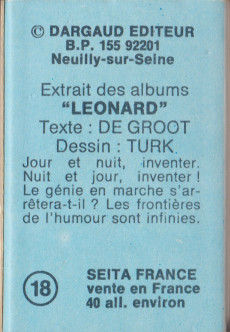 © DARGAUD EDITEUR
B.P. 155 92201
Neuilly-sur-Seine
Extrait des albums
"LEONARD"
Texte : DE GROOT
Dessin : TURK
Jour et nuit, inventer.
Nuit et jour, inventer !
Le génie en marche s'ar-
rêtera-t-il ? Les frontières
de l'humour sont infinies.
18
SEITA FRANCE
vente en France
40 all. environ